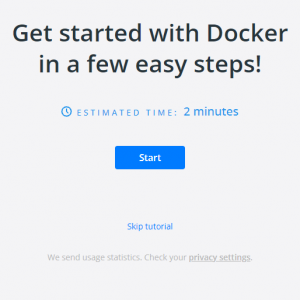 Get started with Docker
in a few easy steps!
ESTIMATED TIME: 2 minutes
Start
Skip tutorial
We send usage statistics. Check your privacy settings.